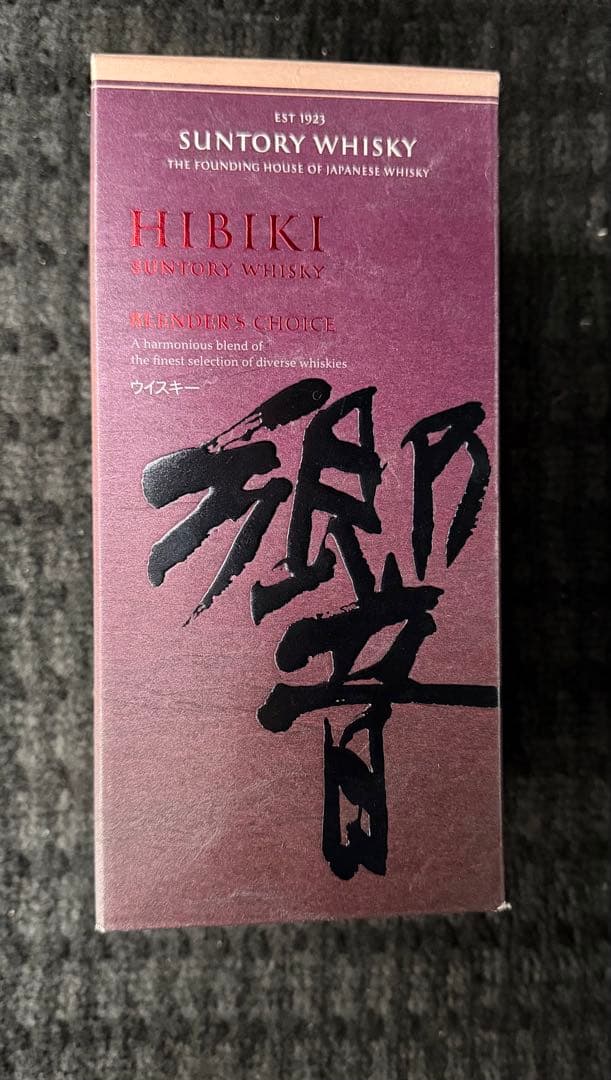 EST 1923
SUNTORY WHISKY
THE FOUNDING HOUSE OF JAPANESE WHISKY
HIBIKI
SUNTORY WHISKY
BLENDER'S CHOICE
A harmonious blend of
the finest selection of diverse whiskies
ウイスキー
響